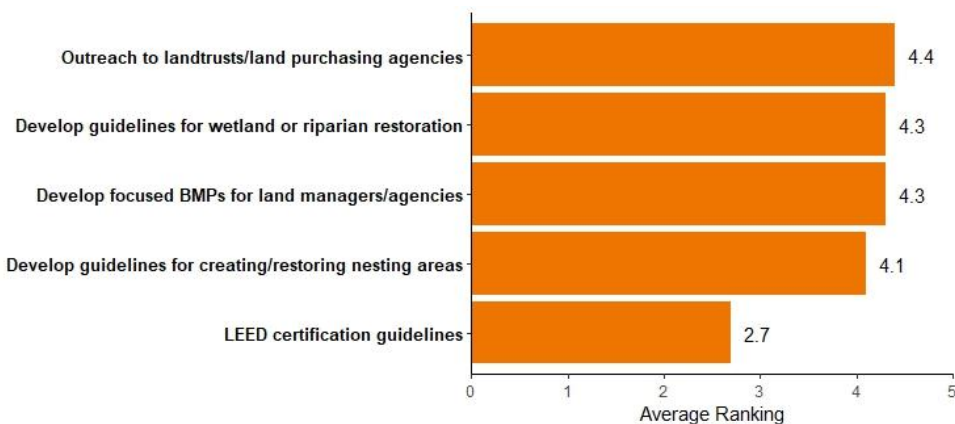 Outreach to landtrusts/land purchasing agencies 4.4
Develop guidelines for wetland or riparian restoration 4.3
Develop focused BMPs for land managers/agencies 4.3
Develop guidelines for creating/restoring nesting areas 4.1
LEED certification guidelines 2.7
0 1 2 3 4 5
Average Ranking